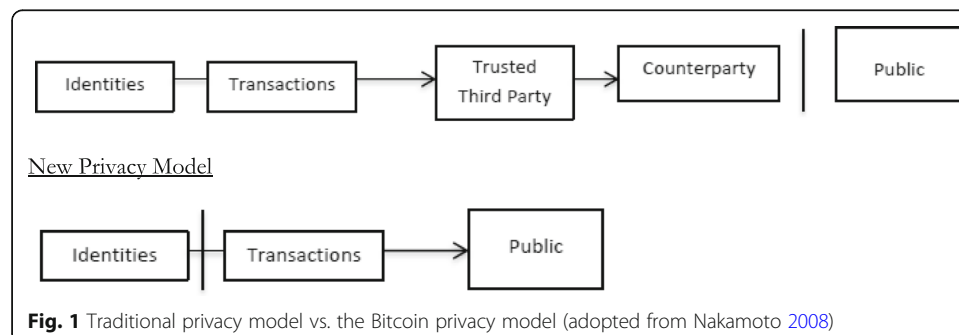 Identities
Transactions
Trusted
Third Party
Counterparty
Public
New Privacy Model
Identities
Transactions
Public
Fig. 1 Traditional privacy model vs. the Bitcoin privacy model (adopted from Nakamoto 2008)